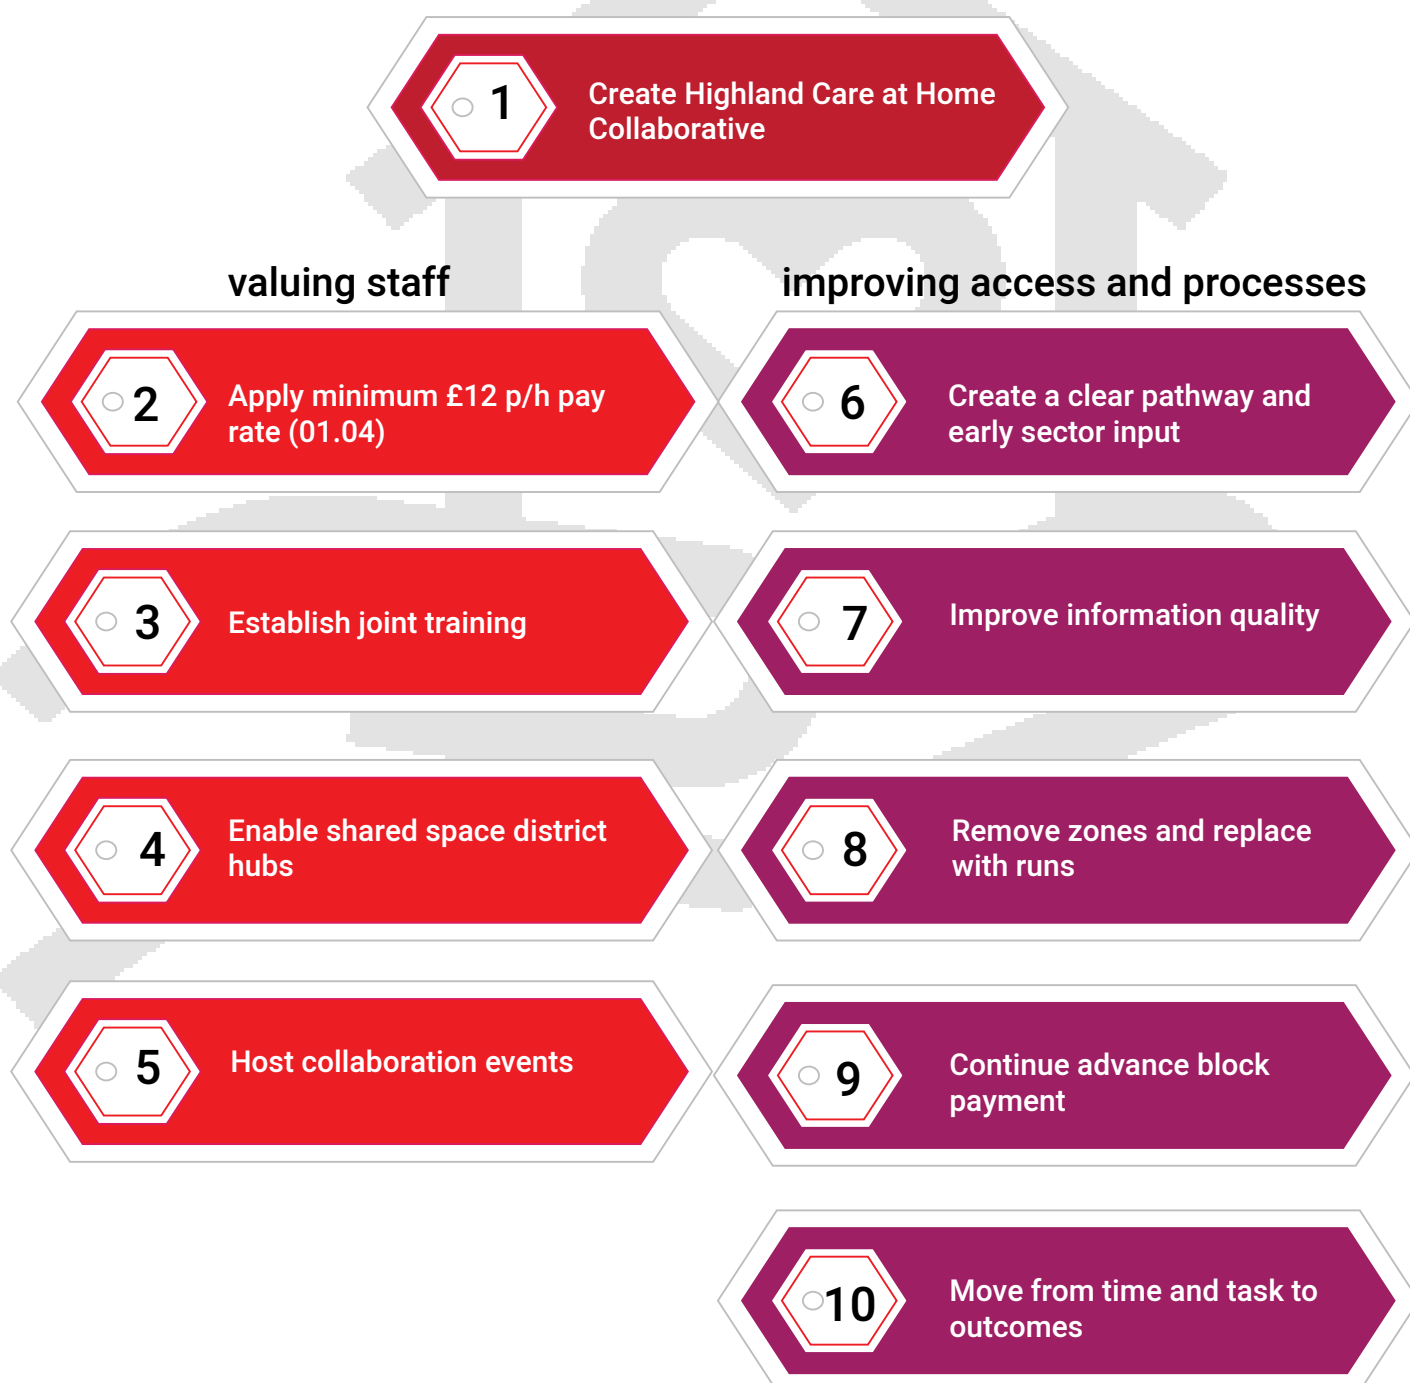 1
Create Highland Care at Home
Collaborative
valuing staff
2
Apply minimum £12 p/h pay
rate (01.04)
3
Establish joint training
4
Enable shared space district
hubs
5
Host collaboration events
improving access and processes
6
Create a clear pathway and
early sector input
7
Improve information quality
8
Remove zones and replace
with runs
9
Continue advance block
payment
10
Move from time and task to
outcomes